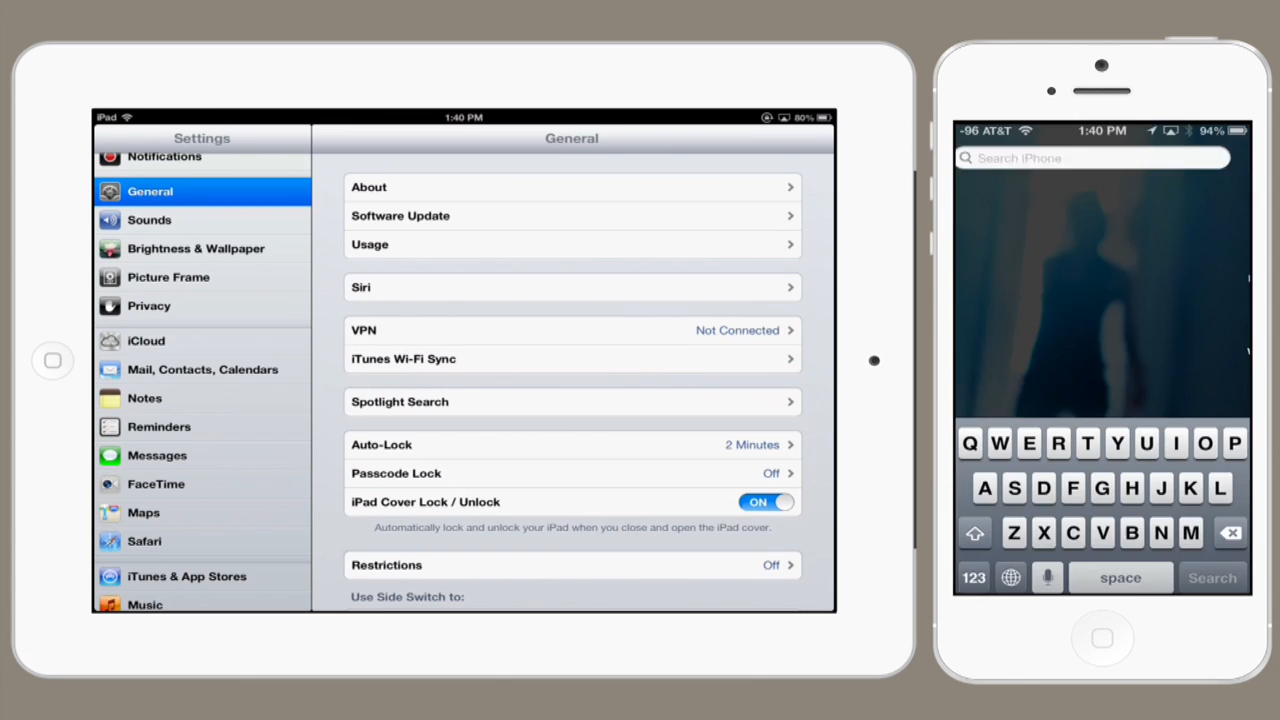 iPad 1:40 PM 80%
Settings
Notifications
General
Sounds
Brightness & Wallpaper
Picture Frame
Privacy
iCloud
Mail, Contacts, Calendars
Notes
Reminders
Messages
FaceTime
Maps
Safari
iTunes & App Stores
Music
General
About
Software Update
Usage
Siri
VPN Not Connected
iTunes Wi-Fi Sync
Spotlight Search
Auto-Lock 2 Minutes
Passcode Lock Off
iPad Cover Lock / Unlock ON
Automatically lock and unlock your iPad when you close and open the iPad cover.
Restrictions Off
Use Side Switch to:
-96 AT&T 1:40 PM 94%
Search iPhone
Q W E R T Y U I O P
A S D F G H J K L
Z X C V B N M
123 space Search